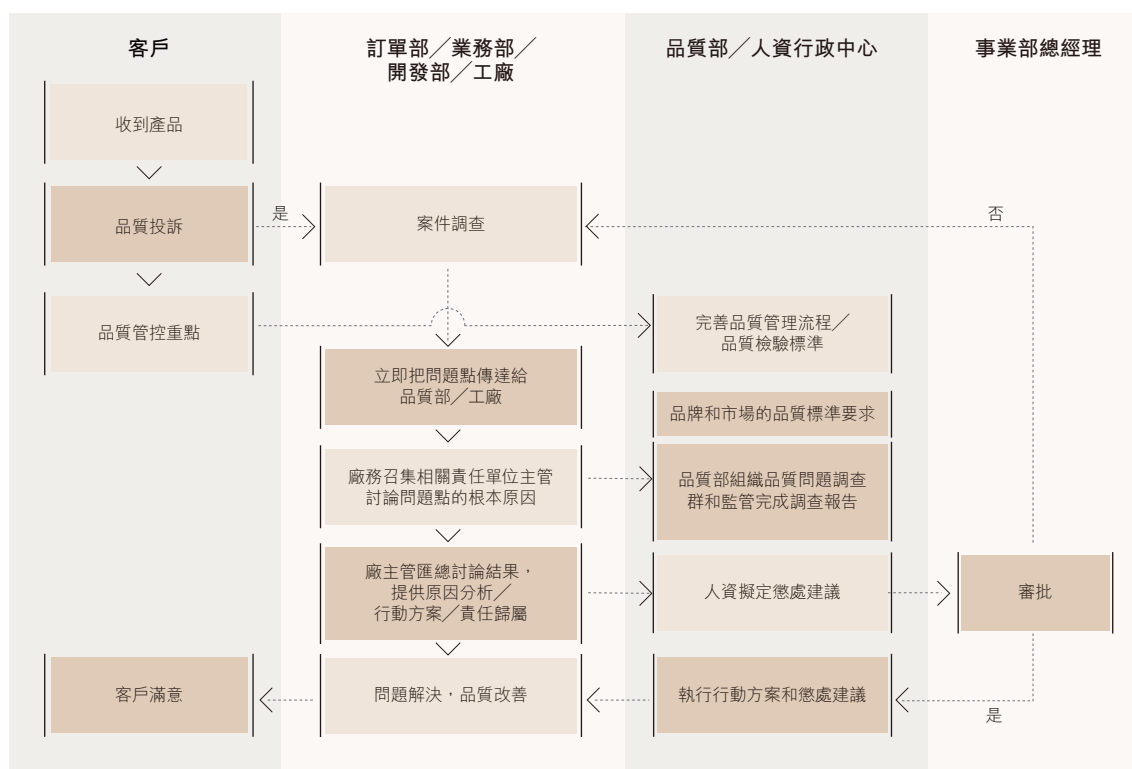 客戶
訂單部╱業務部╱
開發部╱工廠
品質部╱人資行政中心
事業部總經理
收到產品
品質投訴
是
案件調查
否
品質管控重點
完善品質管理流程╱
品質檢驗標準
立即把問題點傳達給
品質部╱工廠
品牌和市場的品質標準要求
廠務召集相關責任單位主管
討論問題點的根本原因
品質部組織品質問題調查
群和監管完成調查報告
廠主管匯總討論結果，
提供原因分析╱
行動方案╱責任歸屬
人資擬定懲處建議
審批
客戶滿意
問題解決，品質改善
執行行動方案和懲處建議
是